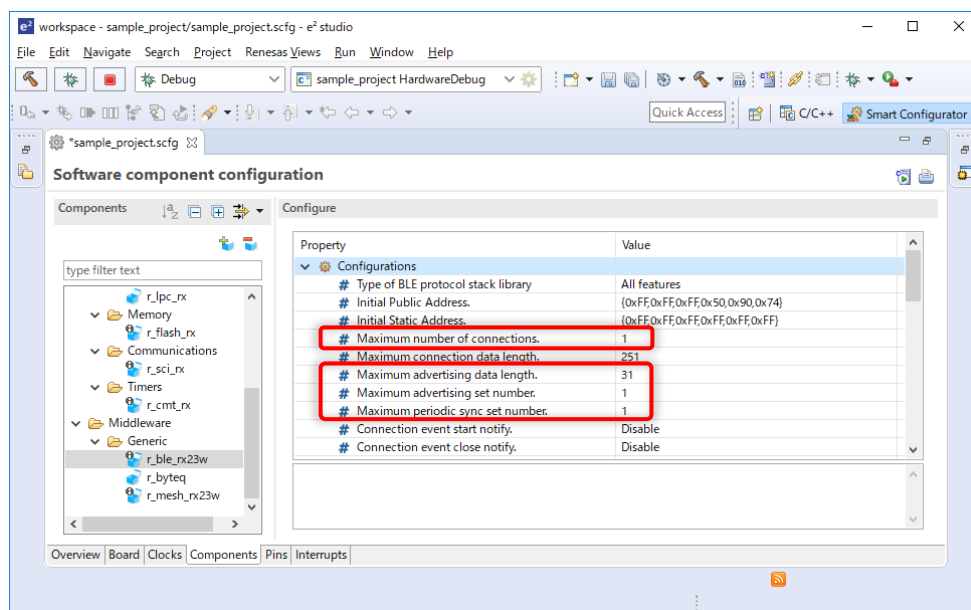 e² workspace - sample_project/sample_project.scfg - e² studio
File Edit Navigate Search Project Renesas Views Run Window Help
Debug sample_project HardwareDebug
Quick Access C/C++ Smart Configurator
*sample_project.scfg
Software component configuration
Components Configure
Property Value
type filter text
Configurations
# Type of BLE protocol stack library All features
# Initial Public Address. {0xFF,0xFF,0xFF,0x50,0x90,0x74}
# Initial Static Address. {0xFF,0xFF,0xFF,0xFF,0xFF,0xFF}
# Maximum number of connections. 1
# Maximum connection data length. 251
# Maximum advertising data length. 31
# Maximum advertising set number. 1
# Maximum periodic sync set number. 1
# Connection event start notify. Disable
# Connection event close notify. Disable
r_lpc_rx
Memory
r_flash_rx
Communications
r_sci_rx
Timers
r_cmt_rx
Middleware
Generic
r_ble_rx23w
r_byteq
r_mesh_rx23w
Overview Board Clocks Components Pins Interrupts